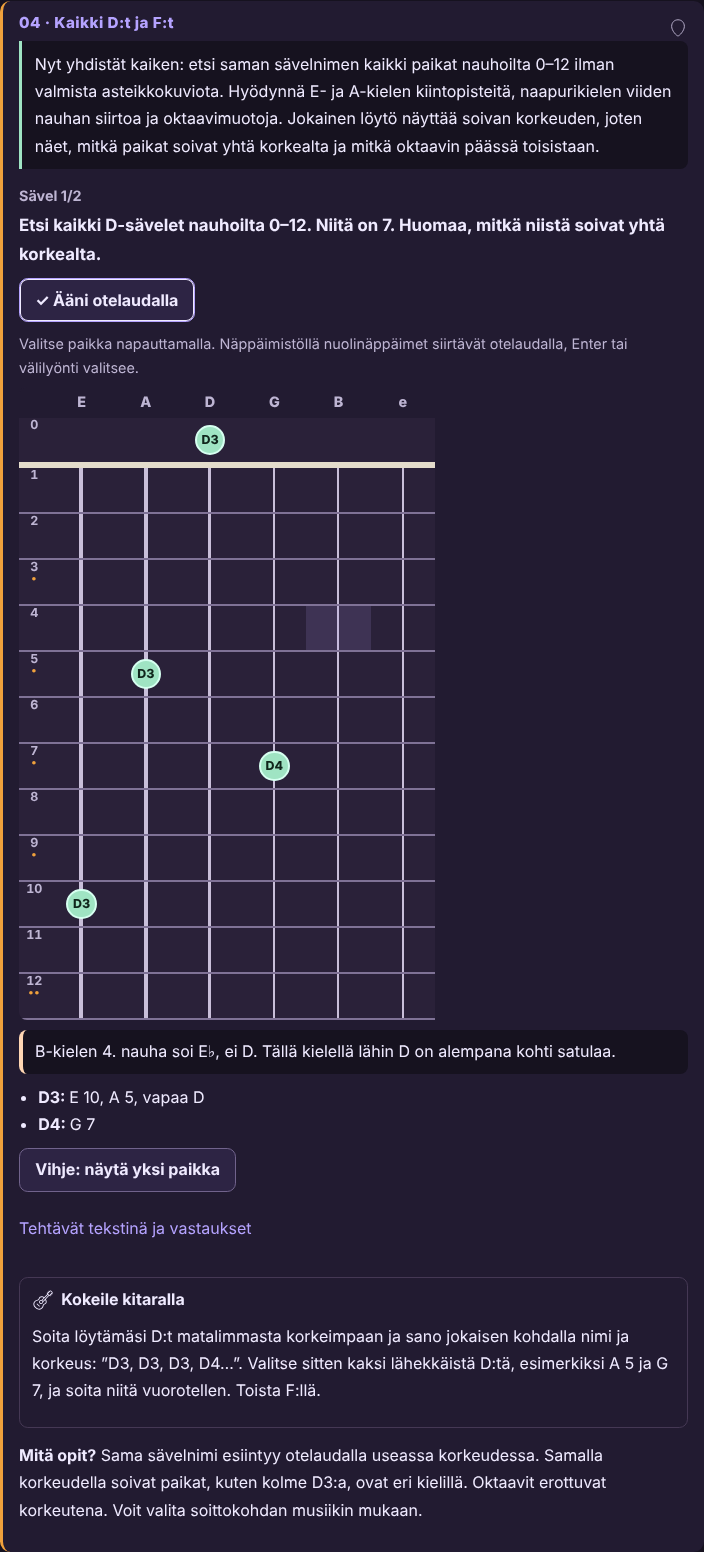 04 · Kaikki D:t ja F:t
Nyt yhdistät kaiken: etsi saman sävelnimen kaikki paikat nauhoilta 0–12 ilman
valmista asteikkokuviota. Hyödynnä E- ja A-kielen kiintopisteitä, naapurikielen viiden
nauhan siirtoa ja oktaavimuotoja. Jokainen löytö näyttää soivan korkeuden, joten
näet, mitkä paikat soivat yhtä korkealta ja mitkä oktaavin päässä toisistaan.
Sävel 1/2
Etsi kaikki D-sävelet nauhoilta 0–12. Niitä on 7. Huomaa, mitkä niistä soivat yhtä
korkealta.
✓ Ääni otelaudalla
Valitse paikka napauttamalla. Näppäimistöllä nuolinäppäimet siirtävät otelaudalla, Enter tai
välilyönti valitsee.
E A D G B e
0
D3
1
2
3
4
5
D3
6
7
D4
8
9
10
D3
11
12
B-kielen 4. nauha soi E♭, ei D. Tällä kielellä lähin D on alempana kohti satulaa.
• D3: E 10, A 5, vapaa D
• D4: G 7
Vihje: näytä yksi paikka
Tehtävät tekstinä ja vastaukset
Kokeile kitaralla
Soita löytämäsi D:t matalimmasta korkeimpaan ja sano jokaisen kohdalla nimi ja
korkeus: ”D3, D3, D3, D4…”. Valitse sitten kaksi lähekkäistä D:tä, esimerkiksi A 5 ja G
7, ja soita niitä vuorotellen. Toista F:llä.
Mitä opit? Sama sävelnimi esiintyy otelaudalla useassa korkeudessa. Samalla
korkeudella soivat paikat, kuten kolme D3:a, ovat eri kielillä. Oktaavit erottuvat
korkeutena. Voit valita soittokohdan musiikin mukaan.